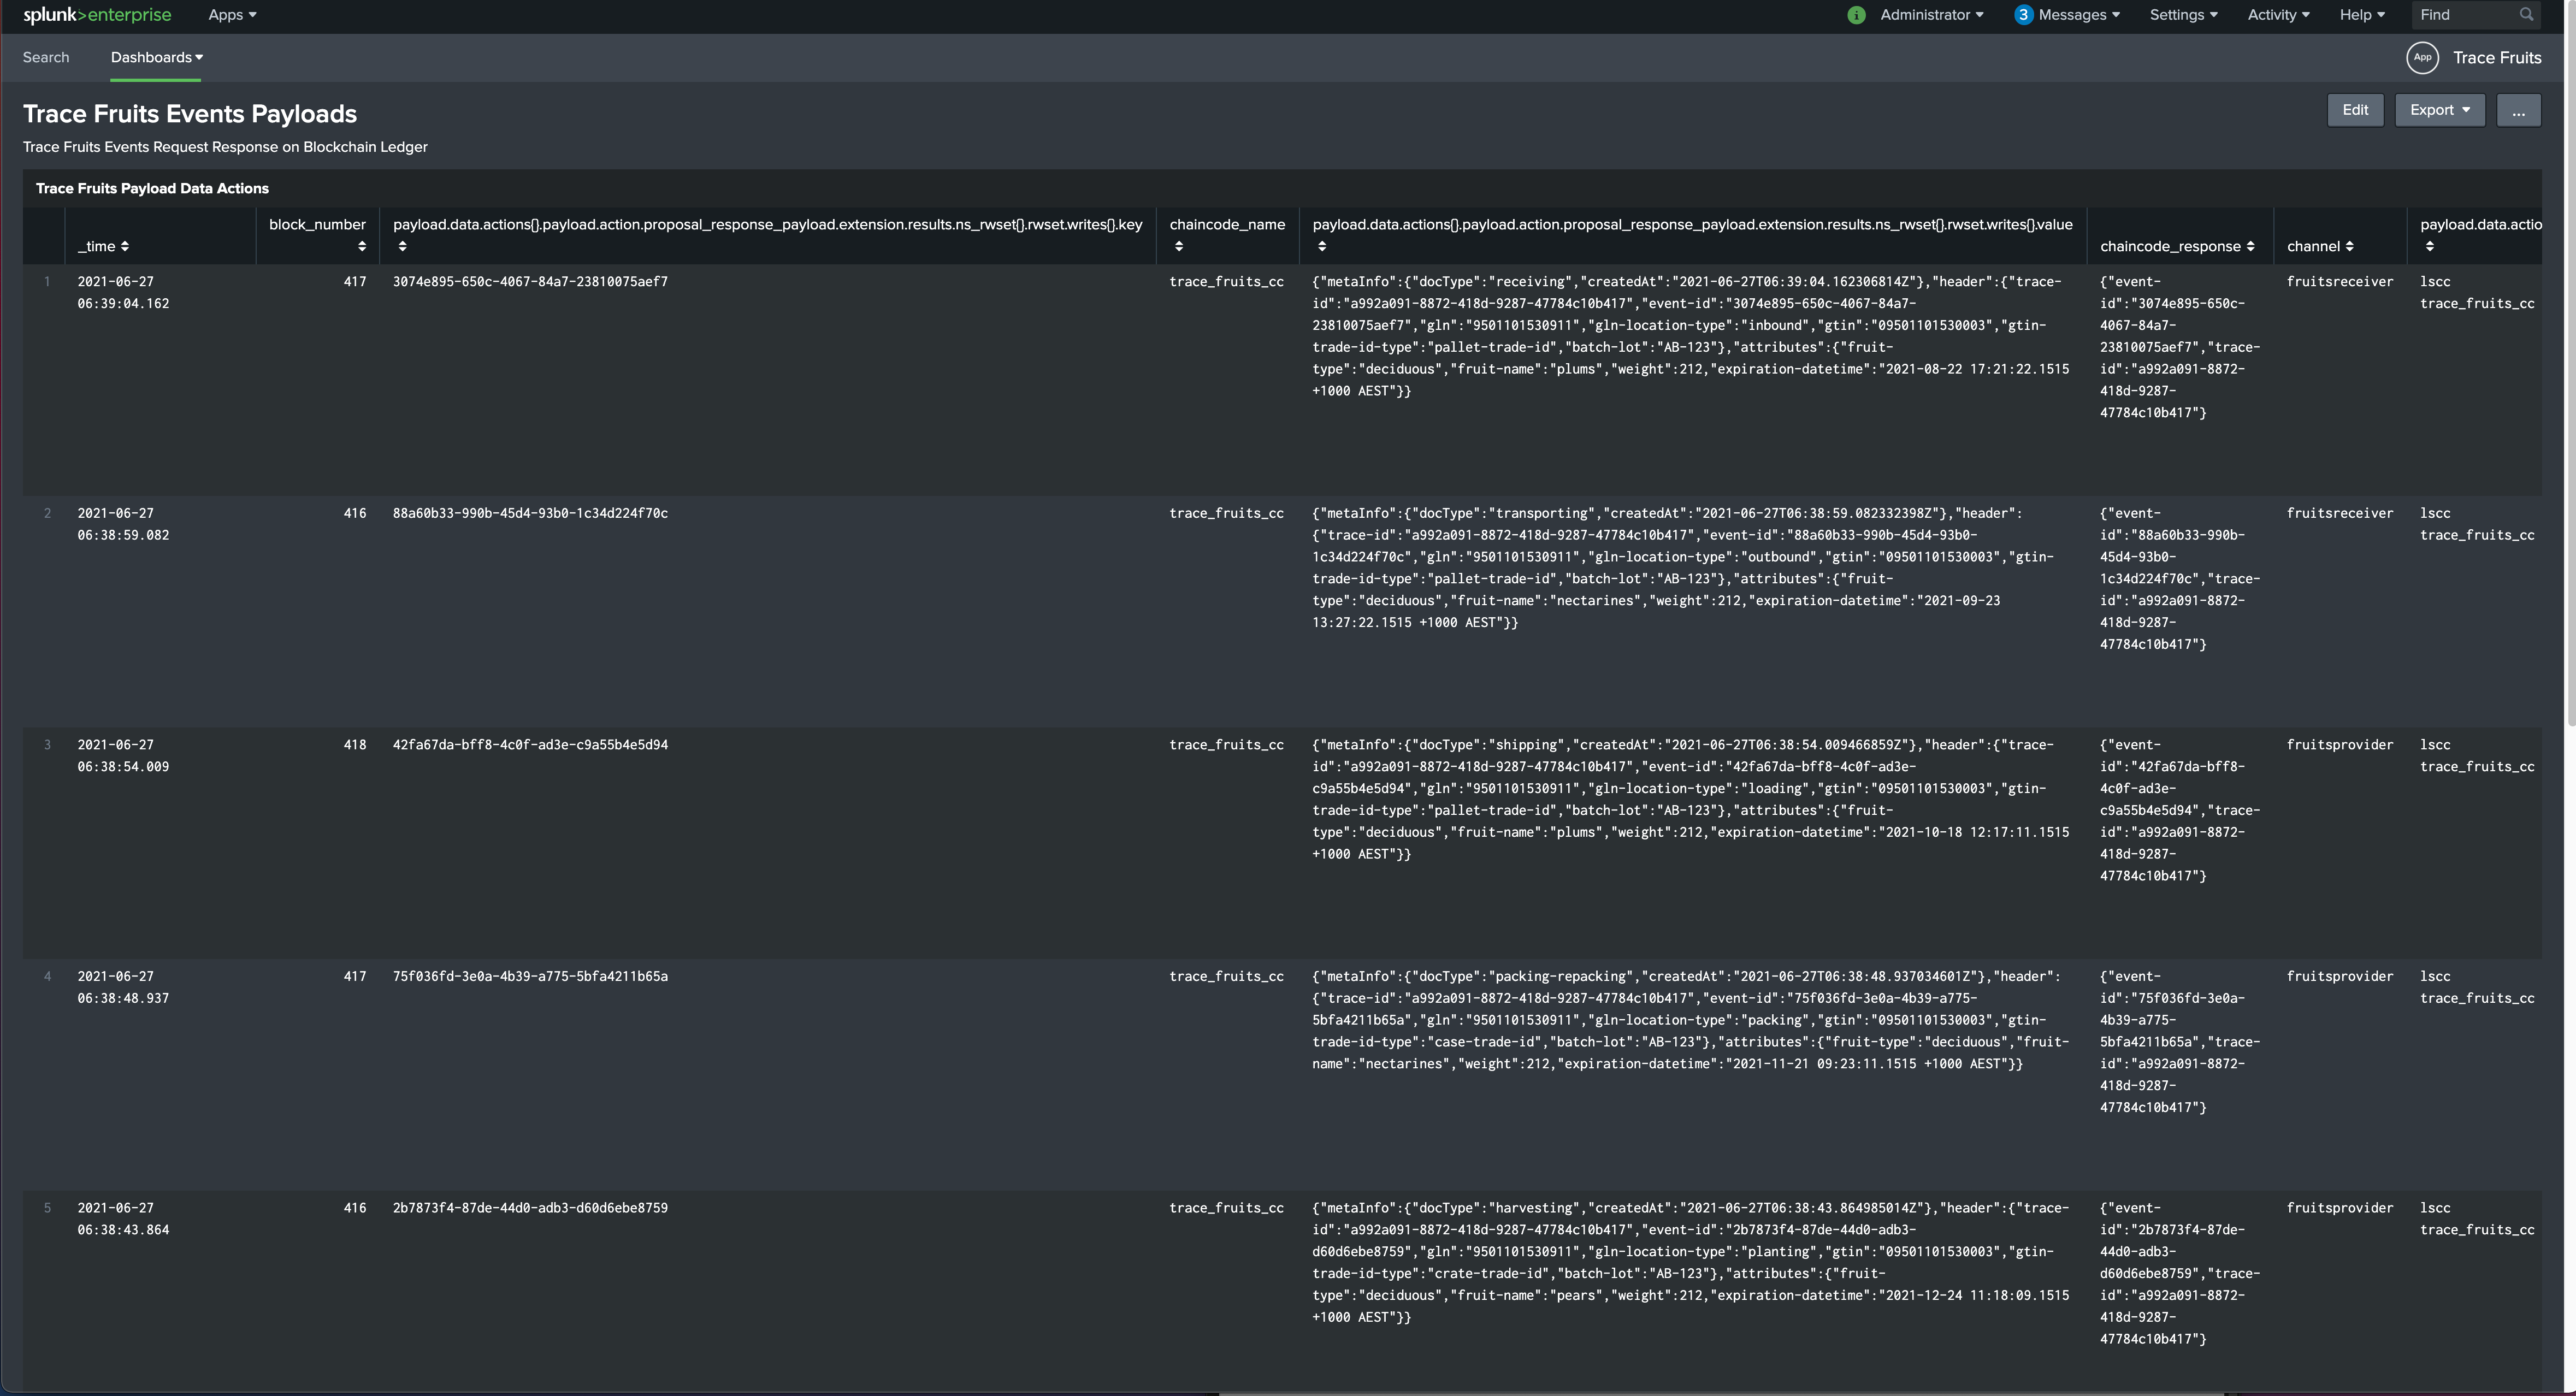 splunk>enterprise Apps Administrator 3 Messages Settings Activity Help Find
Search Dashboards App Trace Fruits
Trace Fruits Events Payloads
Edit Export ...
Trace Fruits Events Request Response on Blockchain Ledger
Trace Fruits Payload Data Actions
_time
block_number
payload.data.actions{}.payload.action.proposal_response_payload.extension.results.ns_rwset{}.rwset.writes{}.key
chaincode_name
payload.data.actions{}.payload.action.proposal_response_payload.extension.results.ns_rwset{}.rwset.writes{}.value
chaincode_response
channel
payload.data.actio
1
2021-06-27
06:39:04.162
417
3074e895-650c-4067-84a7-23810075aef7
trace_fruits_cc
{"metaInfo":{"docType":"receiving","createdAt":"2021-06-27T06:39:04.162306814Z"},"header":{"trace-
id":"a992a091-8872-418d-9287-47784c10b417","event-id":"3074e895-650c-4067-84a7-
23810075aef7","gln":"9501101530911","gln-location-type":"inbound","gtin":"09501101530003","gtin-
trade-id-type":"pallet-trade-id","batch-lot":"AB-123"},"attributes":{"fruit-
type":"deciduous","fruit-name":"plums","weight":212,"expiration-datetime":"2021-08-22 17:21:22.1515
+1000 AEST"}}
{"event-
id":"3074e895-650c-
4067-84a7-
23810075aef7","trace-
id":"a992a091-8872-
418d-9287-
47784c10b417"}
fruitsreceiver
lscc
trace_fruits_cc
2
2021-06-27
06:38:59.082
416
88a60b33-990b-45d4-93b0-1c34d224f70c
trace_fruits_cc
{"metaInfo":{"docType":"transporting","createdAt":"2021-06-27T06:38:59.082332398Z"},"header":
{"trace-id":"a992a091-8872-418d-9287-47784c10b417","event-id":"88a60b33-990b-45d4-93b0-
1c34d224f70c","gln":"9501101530911","gln-location-type":"outbound","gtin":"09501101530003","gtin-
trade-id-type":"pallet-trade-id","batch-lot":"AB-123"},"attributes":{"fruit-
type":"deciduous","fruit-name":"nectarines","weight":212,"expiration-datetime":"2021-09-23
13:27:22.1515 +1000 AEST"}}
{"event-
id":"88a60b33-990b-
45d4-93b0-
1c34d224f70c","trace-
id":"a992a091-8872-
418d-9287-
47784c10b417"}
fruitsreceiver
lscc
trace_fruits_cc
3
2021-06-27
06:38:54.009
418
42fa67da-bff8-4c0f-ad3e-c9a55b4e5d94
trace_fruits_cc
{"metaInfo":{"docType":"shipping","createdAt":"2021-06-27T06:38:54.009466859Z"},"header":{"trace-
id":"a992a091-8872-418d-9287-47784c10b417","event-id":"42fa67da-bff8-4c0f-ad3e-
c9a55b4e5d94","gln":"9501101530911","gln-location-type":"loading","gtin":"09501101530003","gtin-
trade-id-type":"pallet-trade-id","batch-lot":"AB-123"},"attributes":{"fruit-
type":"deciduous","fruit-name":"plums","weight":212,"expiration-datetime":"2021-10-18 12:17:11.1515
+1000 AEST"}}
{"event-
id":"42fa67da-bff8-
4c0f-ad3e-
c9a55b4e5d94","trace-
id":"a992a091-8872-
418d-9287-
47784c10b417"}
fruitsprovider
lscc
trace_fruits_cc
4
2021-06-27
06:38:48.937
417
75f036fd-3e0a-4b39-a775-5bfa4211b65a
trace_fruits_cc
{"metaInfo":{"docType":"packing-repacking","createdAt":"2021-06-27T06:38:48.937034601Z"},"header":
{"trace-id":"a992a091-8872-418d-9287-47784c10b417","event-id":"75f036fd-3e0a-4b39-a775-
5bfa4211b65a","gln":"9501101530911","gln-location-type":"packing","gtin":"09501101530003","gtin-
trade-id-type":"case-trade-id","batch-lot":"AB-123"},"attributes":{"fruit-type":"deciduous","fruit-
name":"nectarines","weight":212,"expiration-datetime":"2021-11-21 09:23:11.1515 +1000 AEST"}}
{"event-
id":"75f036fd-3e0a-
4b39-a775-
5bfa4211b65a","trace-
id":"a992a091-8872-
418d-9287-
47784c10b417"}
fruitsprovider
lscc
trace_fruits_cc
5
2021-06-27
06:38:43.864
416
2b7873f4-87de-44d0-adb3-d60d6ebe8759
trace_fruits_cc
{"metaInfo":{"docType":"harvesting","createdAt":"2021-06-27T06:38:43.864985014Z"},"header":{"trace-
id":"a992a091-8872-418d-9287-47784c10b417","event-id":"2b7873f4-87de-44d0-adb3-
d60d6ebe8759","gln":"9501101530911","gln-location-type":"planting","gtin":"09501101530003","gtin-
trade-id-type":"crate-trade-id","batch-lot":"AB-123"},"attributes":{"fruit-
type":"deciduous","fruit-name":"pears","weight":212,"expiration-datetime":"2021-12-24 11:18:09.1515
+1000 AEST"}}
{"event-
id":"2b7873f4-87de-
44d0-adb3-
d60d6ebe8759","trace-
id":"a992a091-8872-
418d-9287-
47784c10b417"}
fruitsprovider
lscc
trace_fruits_cc